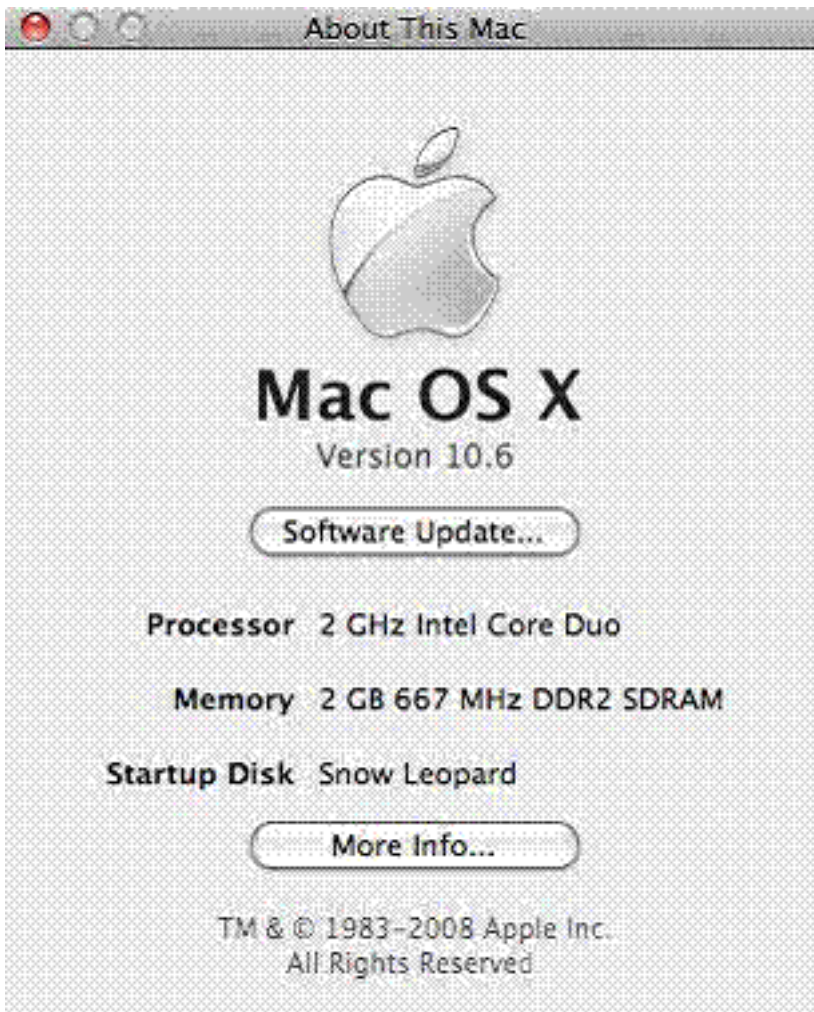 About This Mac
Mac OS X
Version 10.6
Software Update...
Processor 2 GHz Intel Core Duo
Memory 2 GB 667 MHz DDR2 SDRAM
Startup Disk Snow Leopard
More Info...
TM & © 1983–2008 Apple Inc.
All Rights Reserved